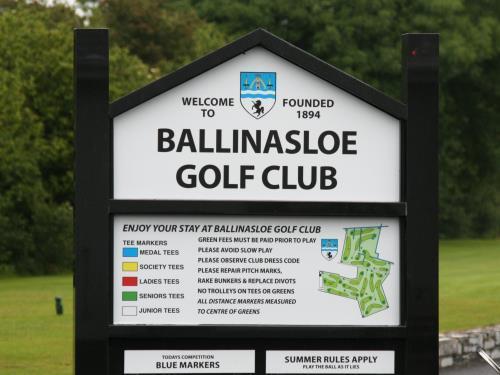 WELCOME TO
FOUNDED 1894
BALLINASLOE
GOLF CLUB
ENJOY YOUR STAY AT BALLINASLOE GOLF CLUB
TEE MARKERS
MEDAL TEES
SOCIETY TEES
LADIES TEES
SENIORS TEES
JUNIOR TEES
GREEN FEES MUST BE PAID PRIOR TO PLAY
PLEASE AVOID SLOW PLAY
PLEASE OBSERVE CLUB DRESS CODE
PLEASE REPAIR PITCH MARKS,
RAKE BUNKERS & REPLACE DIVOTS
NO TROLLEYS ON TEES OR GREENS
ALL DISTANCE MARKERS MEASURED
TO CENTRE OF GREENS
TODAYS COMPETITION
BLUE MARKERS
SUMMER RULES APPLY
PLAY THE BALL AS IT LIES